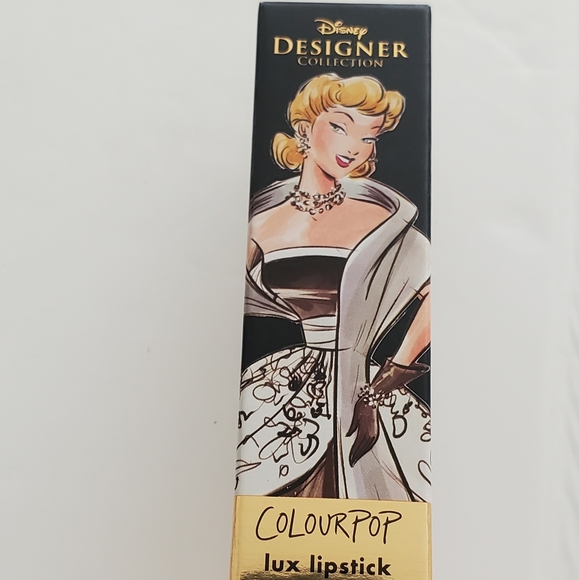 Disney
DESIGNER
COLLECTION
COLOURPOP
lux lipstick